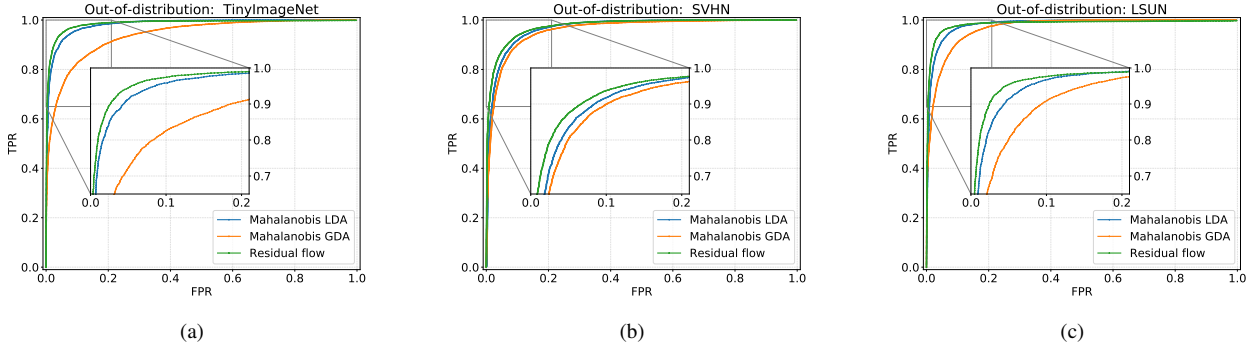 Out-of-distribution: TinyImageNet
1.0
0.8
0.6
0.4
0.2
0.0
TPR
1.0
0.9
0.8
0.7
0.0 0.1 0.2
Mahalanobis LDA
Mahalanobis GDA
Residual flow
0.0 0.2 0.4 0.6 0.8 1.0
FPR
(a)
Out-of-distribution: SVHN
1.0
0.8
0.6
0.4
0.2
0.0
TPR
1.0
0.9
0.8
0.7
0.0 0.1 0.2
Mahalanobis LDA
Mahalanobis GDA
Residual flow
0.0 0.2 0.4 0.6 0.8 1.0
FPR
(b)
Out-of-distribution: LSUN
1.0
0.8
0.6
0.4
0.2
0.0
TPR
1.0
0.9
0.8
0.7
0.0 0.1 0.2
Mahalanobis LDA
Mahalanobis GDA
Residual flow
0.0 0.2 0.4 0.6 0.8 1.0
FPR
(c)